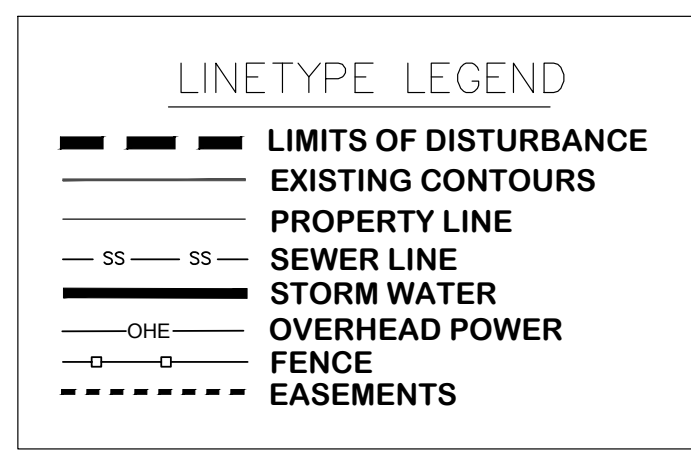 LINETYPE LEGEND
LIMITS OF DISTURBANCE
EXISTING CONTOURS
PROPERTY LINE
SS SS SEWER LINE
STORM WATER
OHE OVERHEAD POWER
FENCE
EASEMENTS